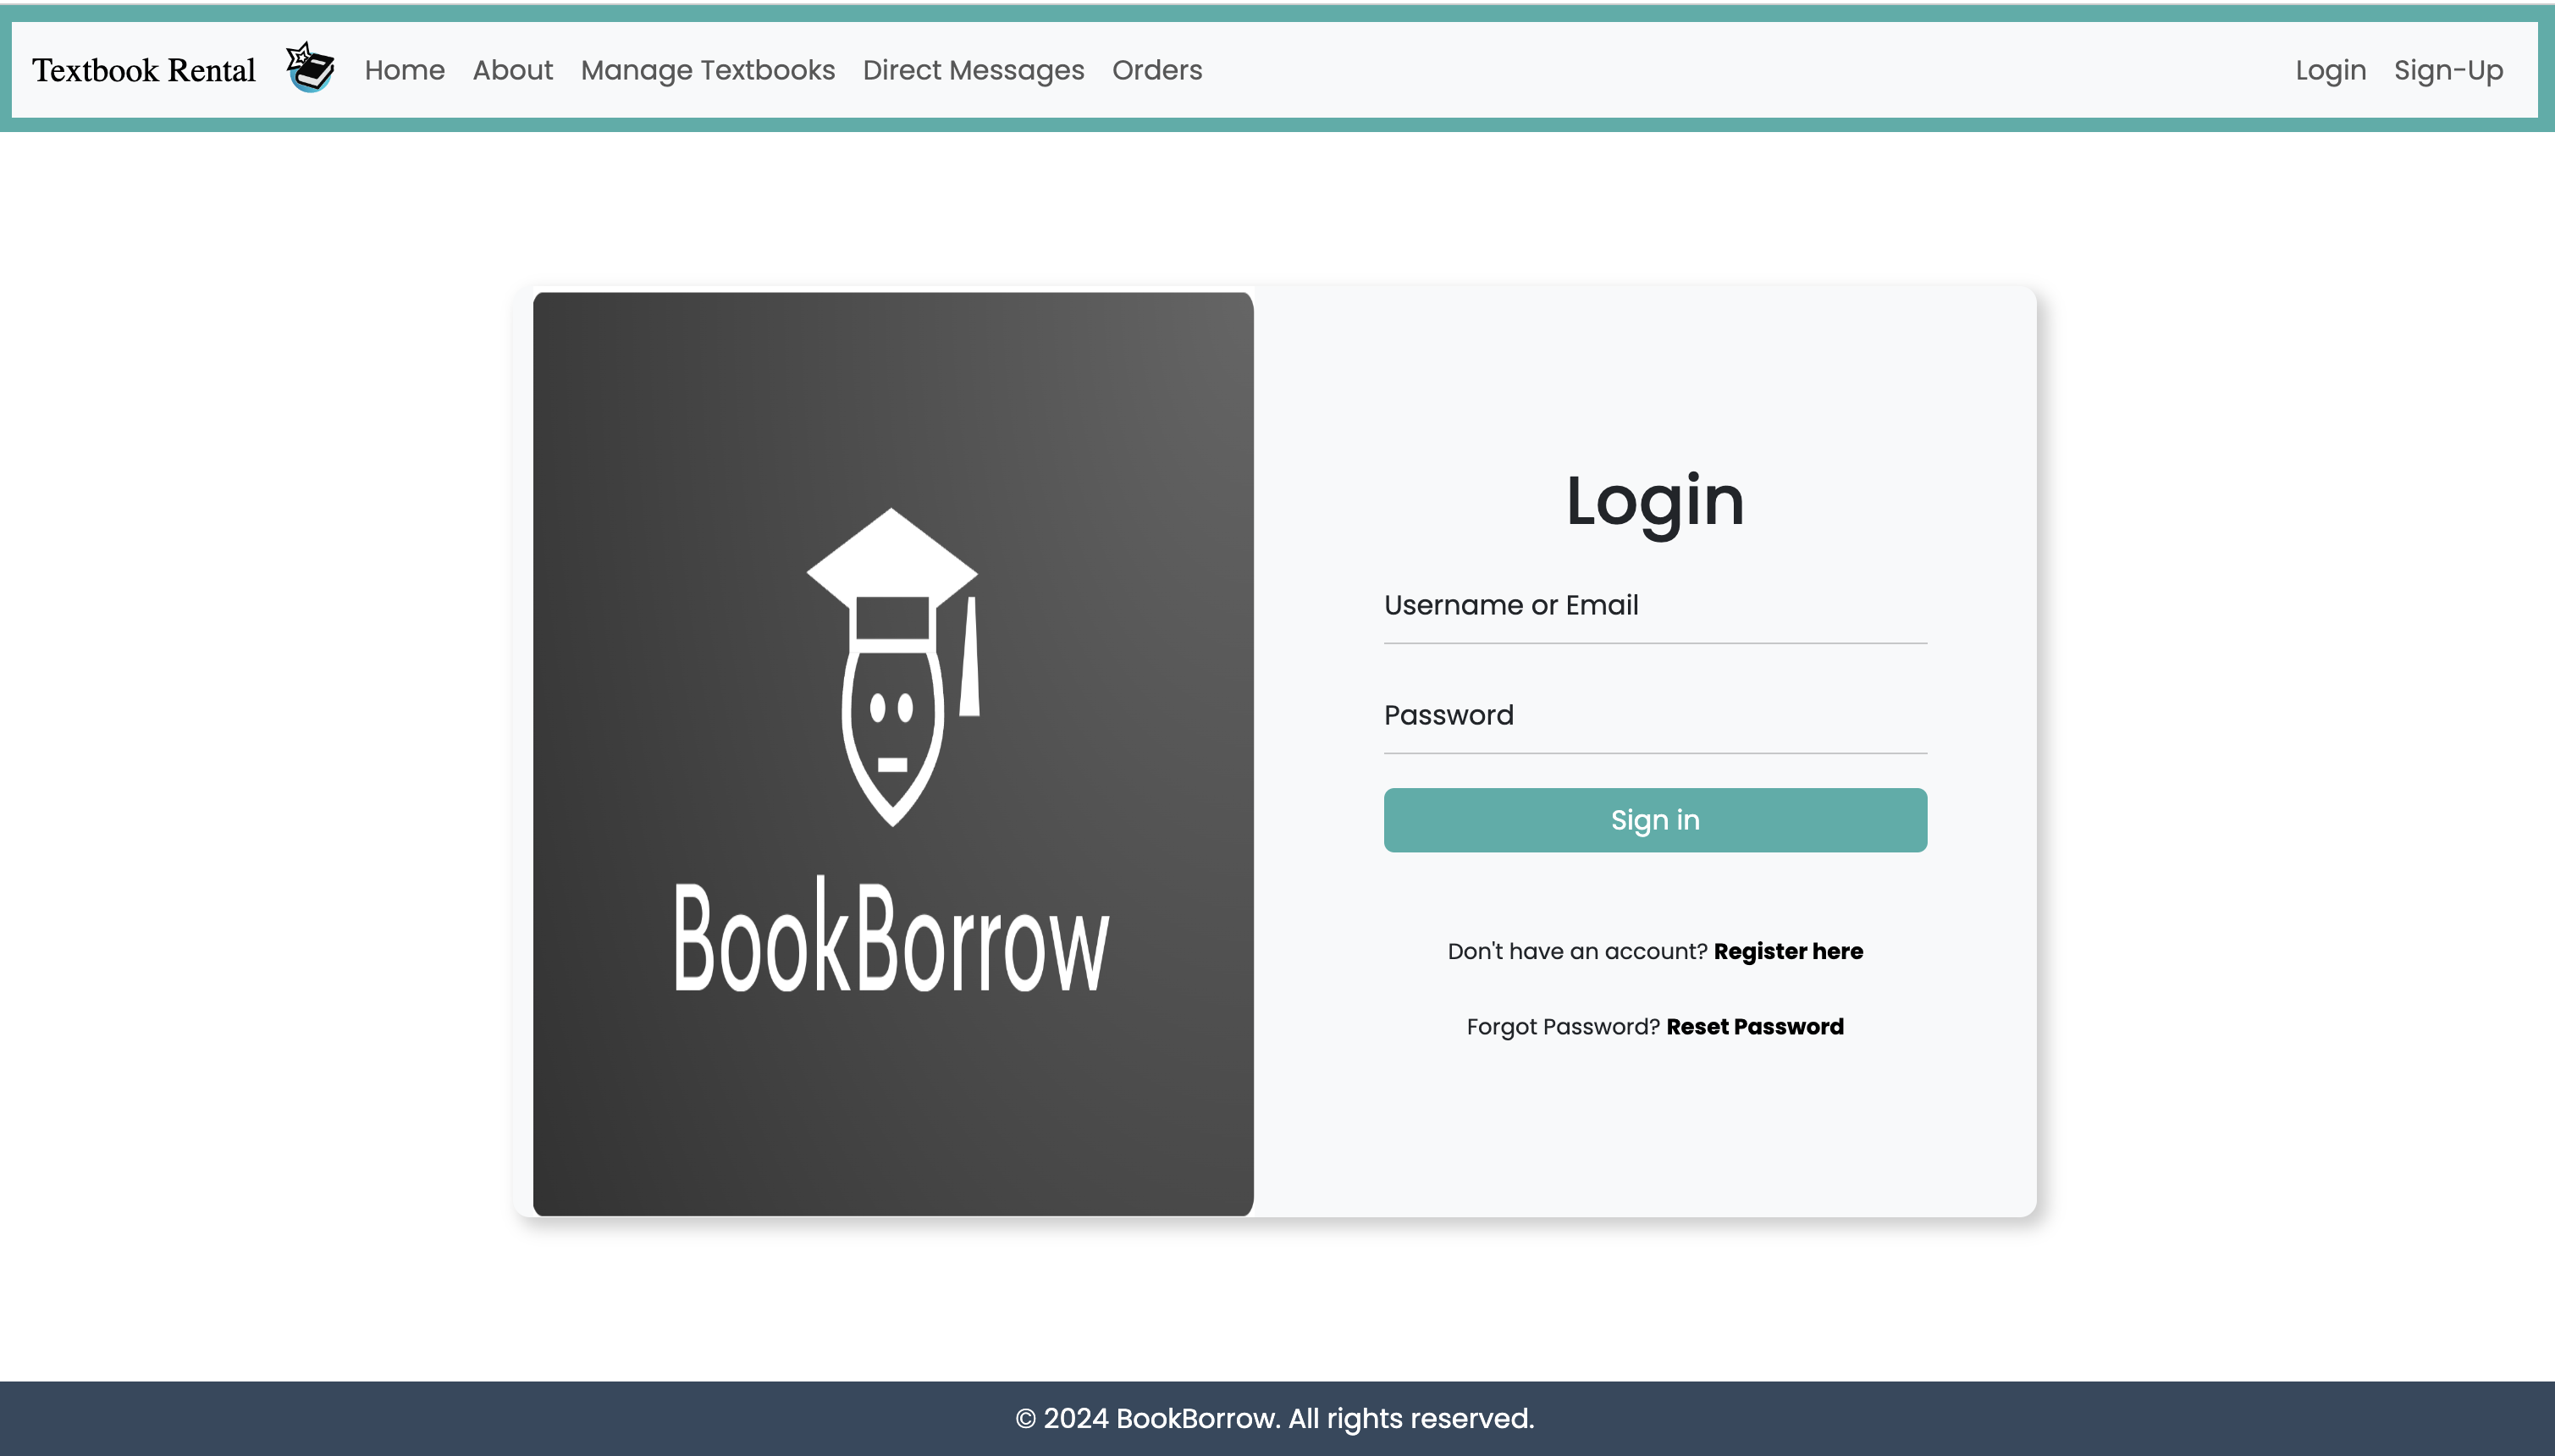 Textbook Rental Home About Manage Textbooks Direct Messages Orders Login Sign-Up
BookBorrow
Login
Username or Email
Password
Sign in
Don't have an account? Register here
Forgot Password? Reset Password
© 2024 BookBorrow. All rights reserved.